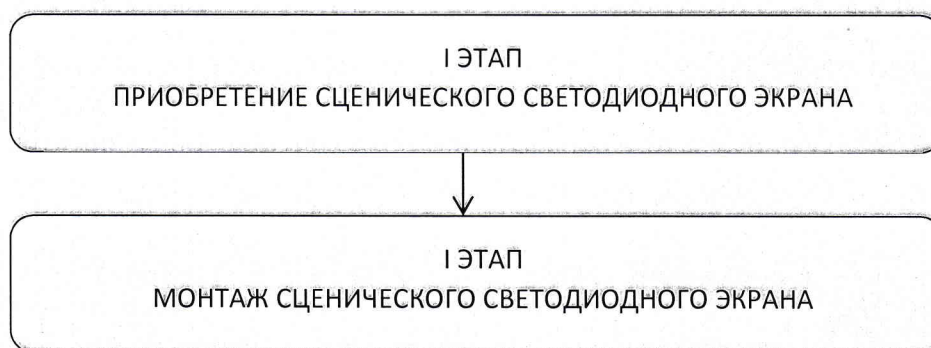 I ЭТАП
ПРИОБРЕТЕНИЕ СЦЕНИЧЕСКОГО СВЕТОДИОДНОГО ЭКРАНА
I ЭТАП
МОНТАЖ СЦЕНИЧЕСКОГО СВЕТОДИОДНОГО ЭКРАНА